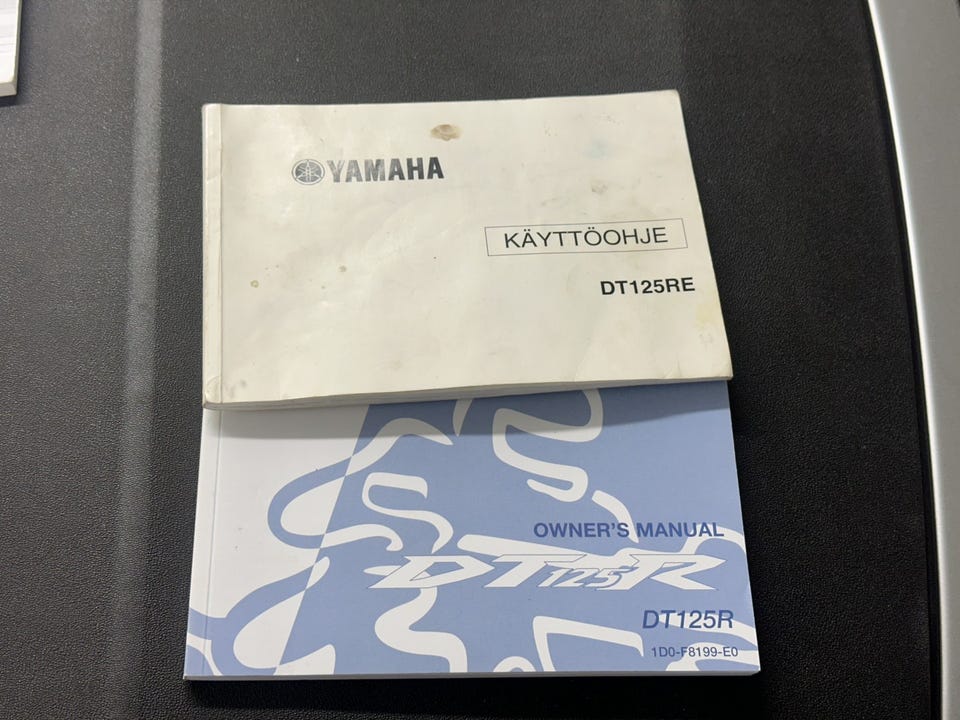 YAMAHA
KÄYTTÖOHJE
DT125RE
OWNER'S MANUAL
DT125R
DT125R
1D0-F8199-E0